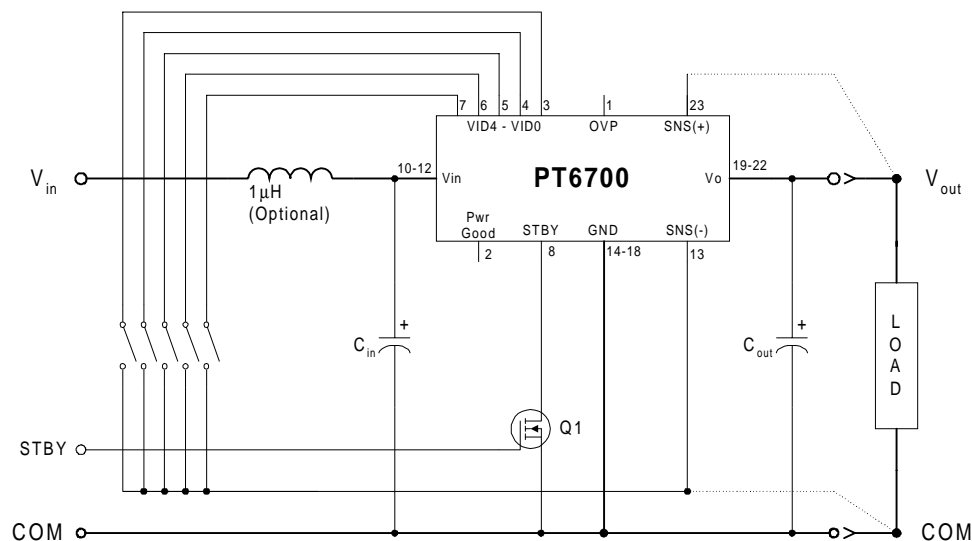 7 6 5 4 3 1 23
VID4 - VID0 OVP SNS(+)
PT6700
10-12 19-22
V in Vin Vo V out
1μH
(Optional)
Pwr
Good STBY GND SNS(-)
2 8 14-18 13
+ +
C in C out
L
O
A
D
Q1
STBY
COM COM